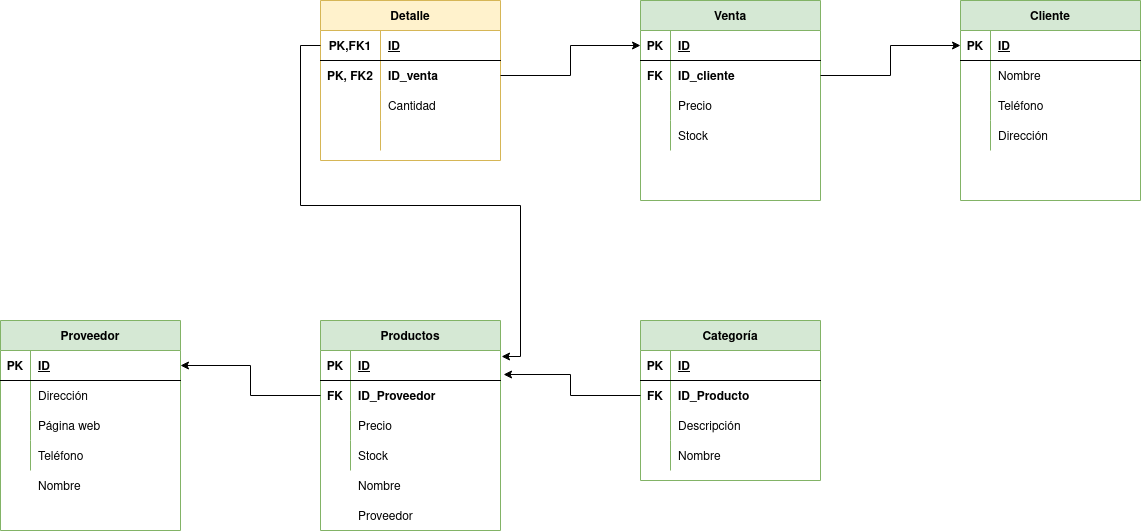 Detalle
PK,FK1 ID
PK, FK2 ID_venta
Cantidad
Venta
PK ID
FK ID_cliente
Precio
Stock
Cliente
PK ID
Nombre
Teléfono
Dirección
Proveedor
PK ID
Dirección
Página web
Teléfono
Nombre
Productos
PK ID
FK ID_Proveedor
Precio
Stock
Nombre
Proveedor
Categoría
PK ID
FK ID_Producto
Descripción
Nombre